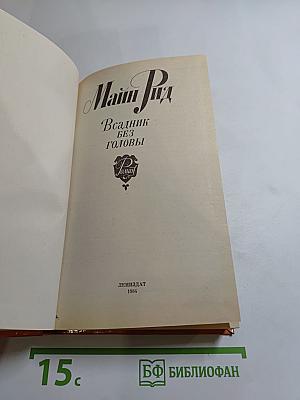 Майн Рид
Всадник
БЕЗ
ГОЛОВЫ
Роман
ЛЕНИЗДАТ
1984
15с
БФ БИБЛИОФАН